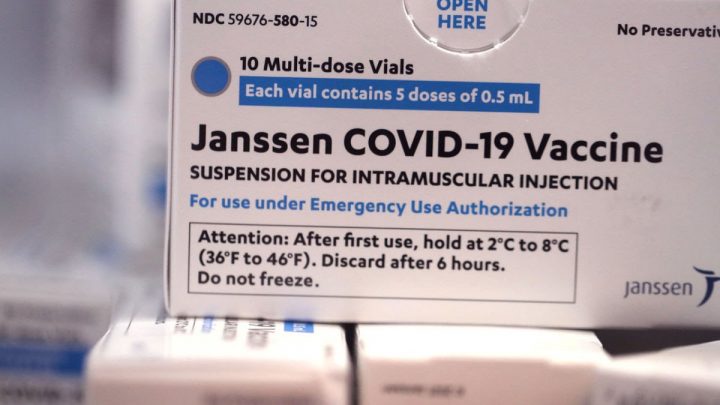 OPEN
HERE
NDC 59676-580-15
No
10 Multi-dose Vials
Each vial contains 5 doses of 0.5 mL
Janssen COVID-19 Vaccine
SUSPENSION FOR INTRAMUSCULAR INJECTION
For use under Emergency Use Authorization
Attention: After first use, hold at 2°C to 8°C
(36°F to 46°F). Discard after 6 hours.
Do not freeze.
janssen